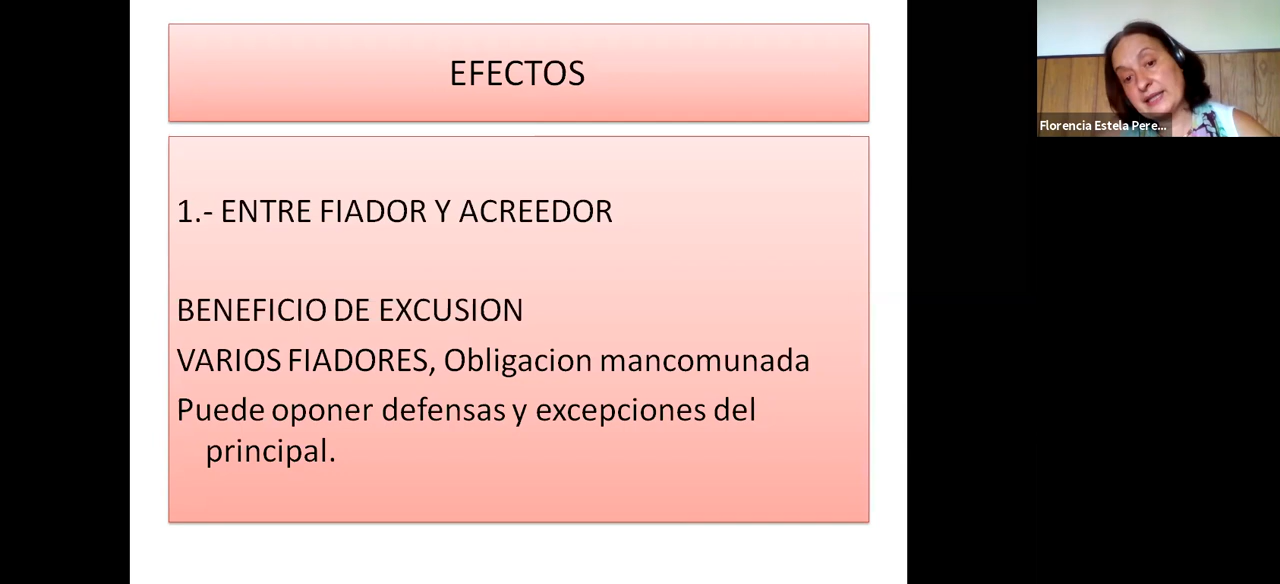 EFECTOS
1.- ENTRE FIADOR Y ACREEDOR
BENEFICIO DE EXCUSION
VARIOS FIADORES, Obligacion mancomunada
Puede oponer defensas y excepciones del
principal.
Florencia Estela Pere...